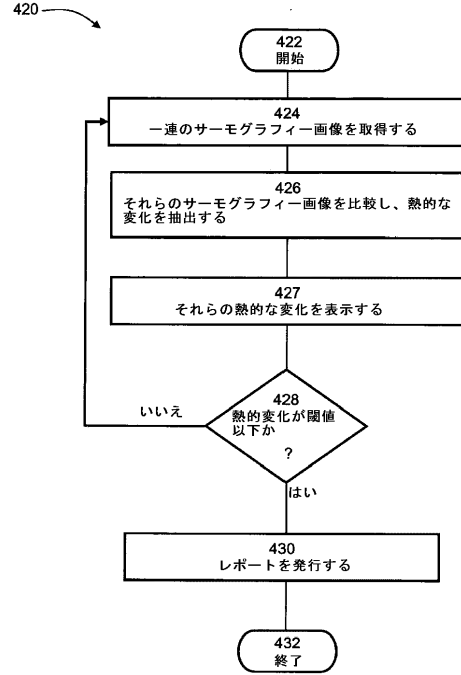 420
422
開始
424
一連のサーモグラフィー画像を取得する
426
それらのサーモグラフィー画像を比較し、熱的な
変化を抽出する
427
それらの熱的な変化を表示する
428
熱的変化が閾値
以下か
?
いいえ
はい
430
レポートを発行する
432
終了